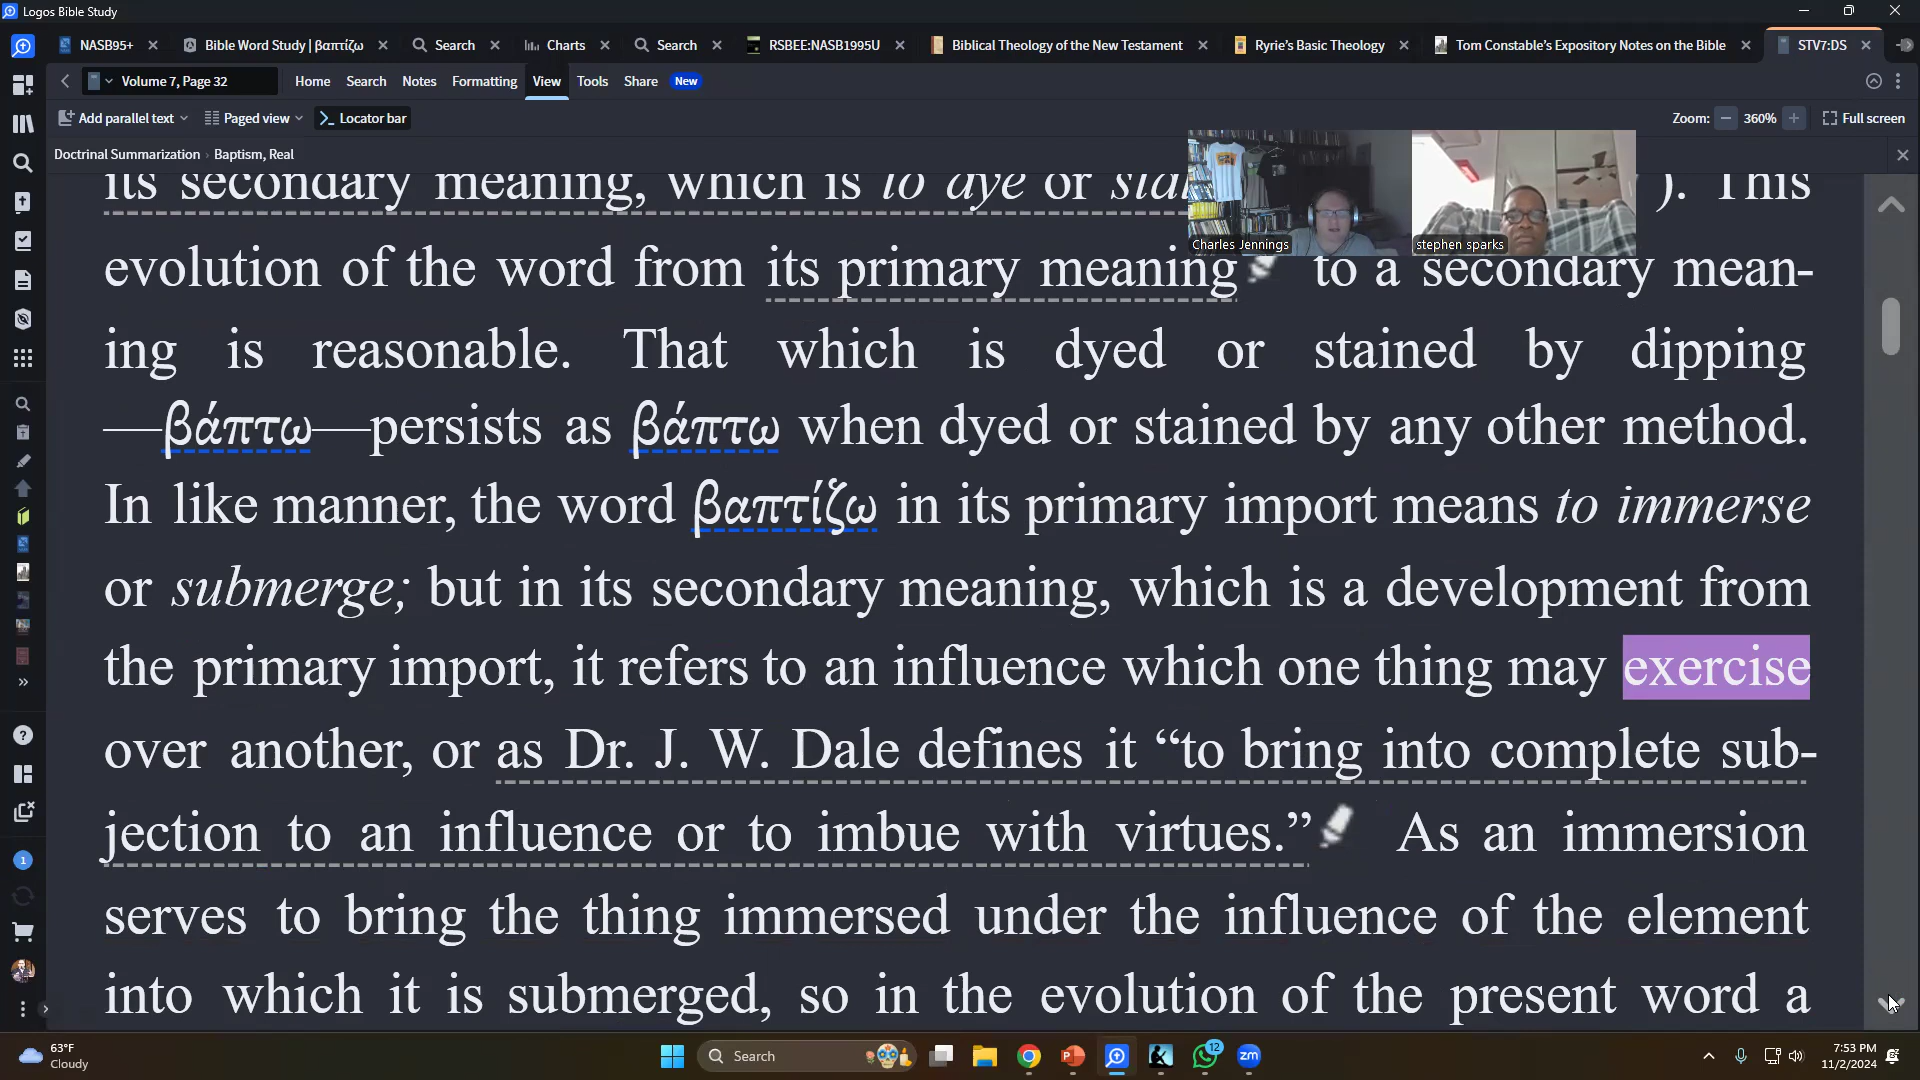 Logos Bible Study
NASB95+
Bible Word Study | βαπτίζω
Search
Charts
Search
RSBEE:NASB1995U
Biblical Theology of the New Testament
Ryrie's Basic Theology
Tom Constable's Expository Notes on the Bible
STV7:DS
Volume 7, Page 32
Home
Search
Notes
Formatting
View
Tools
Share
New
Add parallel text
Paged view
Locator bar
Zoom:
360%
Full screen
Doctrinal Summarization › Baptism, Real
Charles Jennings
stephen sparks
its secondary meaning, which is to dye or
). This
evolution of the word from its primary meaning to a secondary mean-
ing is reasonable. That which is dyed or stained by dipping
—βάπτω—persists as βάπτω when dyed or stained by any other method.
In like manner, the word βαπτίζω in its primary import means to immerse
or submerge; but in its secondary meaning, which is a development from
the primary import, it refers to an influence which one thing may exercise
over another, or as Dr. J. W. Dale defines it “to bring into complete sub-
jection to an influence or to imbue with virtues.” As an immersion
serves to bring the thing immersed under the influence of the element
into which it is submerged, so in the evolution of the present word a
1
63°F
Cloudy
Search
12
zm
7:53 PM
11/2/2024